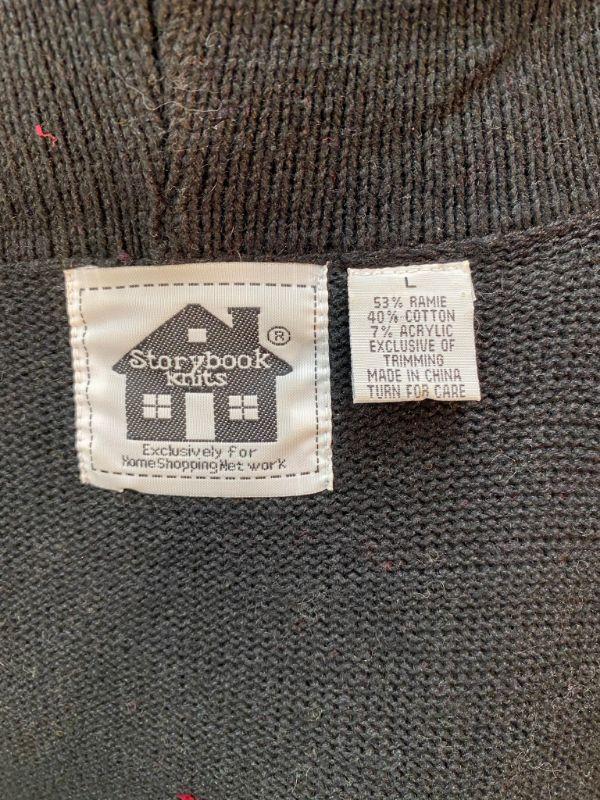 Storybook
knits
®
Exclusively for
HomeShoppingNetwork
L
53% RAMIE
40% COTTON
7% ACRYLIC
EXCLUSIVE OF
TRIMMING
MADE IN CHINA
TURN FOR CARE